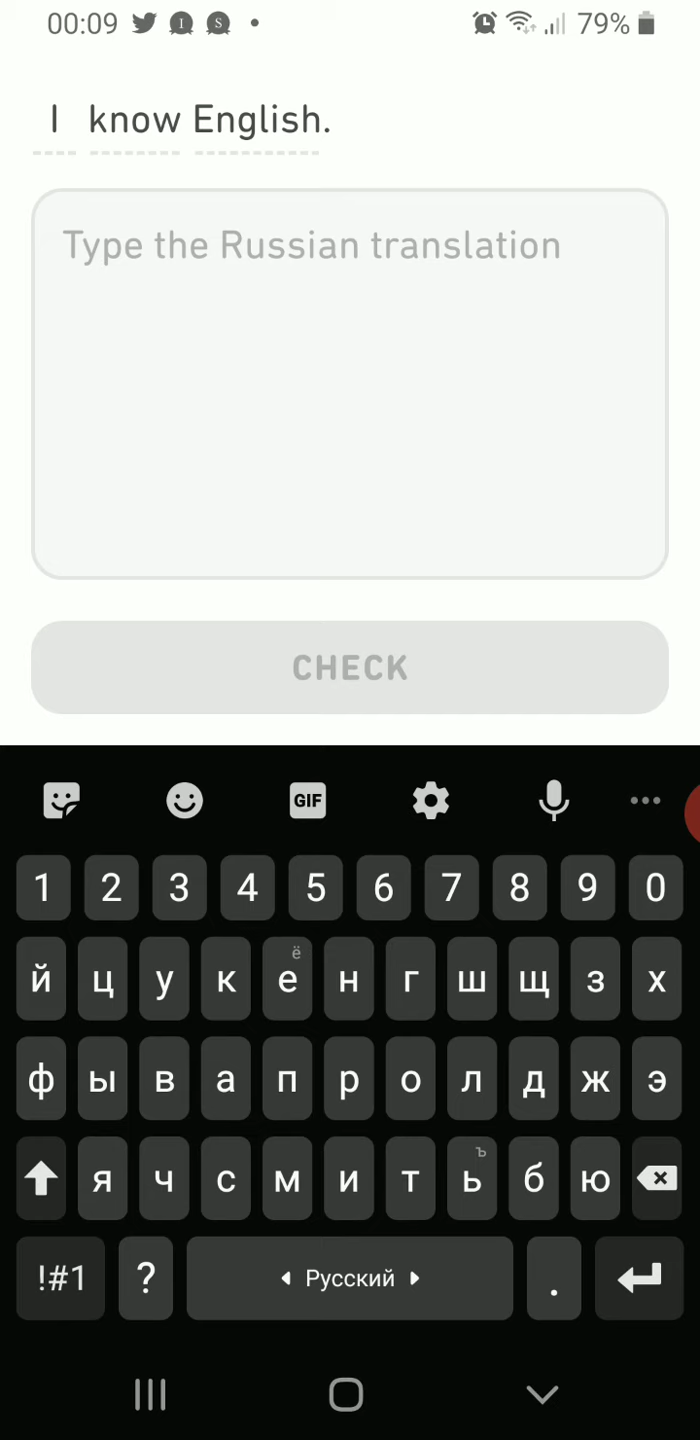 00:09 I S 79%
I know English.
Type the Russian translation
CHECK
GIF
1 2 3 4 5 6 7 8 9 0
ё
й ц у к е н г ш щ з х
ф ы в а п р о л д ж э
ъ
я ч с м и т ь б ю
!#1 ? Русский .